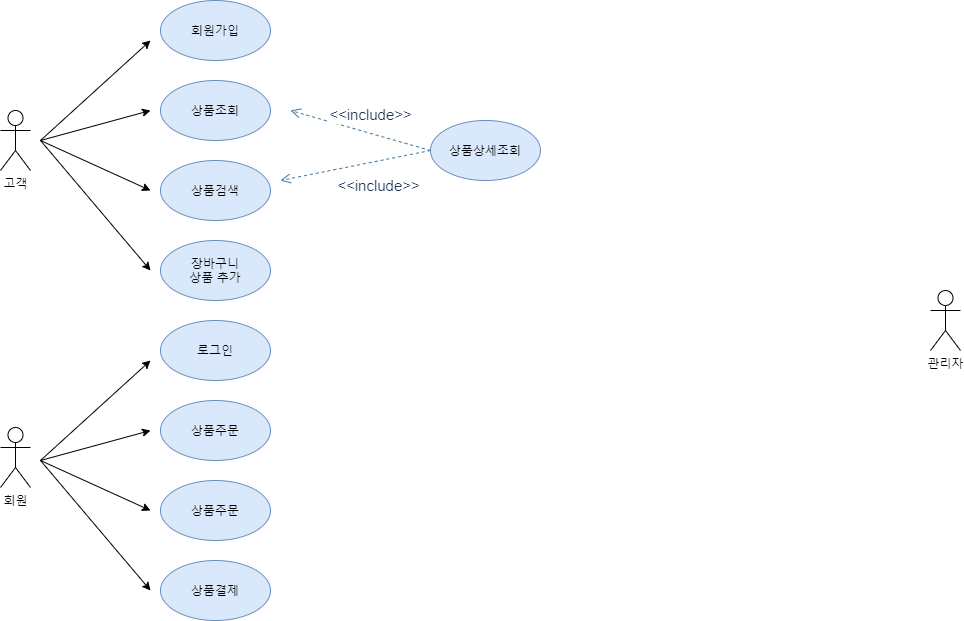 회원가입
상품조회
<<include>>
상품상세조회
고객
상품검색
<<include>>
장바구니
상품 추가
로그인
관리자
상품주문
회원
상품주문
상품결제